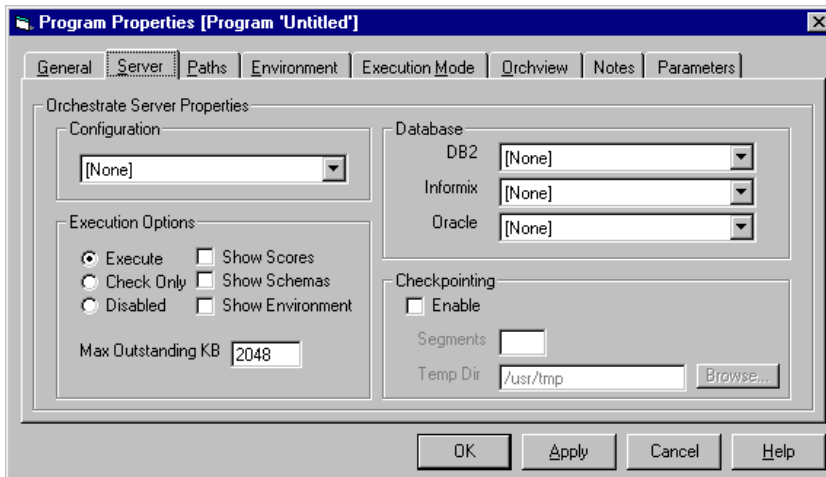 Program Properties [Program 'Untitled']
General Server Paths Environment Execution Mode Orchview Notes Parameters
Orchestrate Server Properties
Configuration
[None]
Database
DB2 [None]
Informix [None]
Oracle [None]
Execution Options
Execute Show Scores
Check Only Show Schemas
Disabled Show Environment
Max Outstanding KB 2048
Checkpointing
Enable
Segments
Temp Dir /usr/tmp Browse...
OK Apply Cancel Help